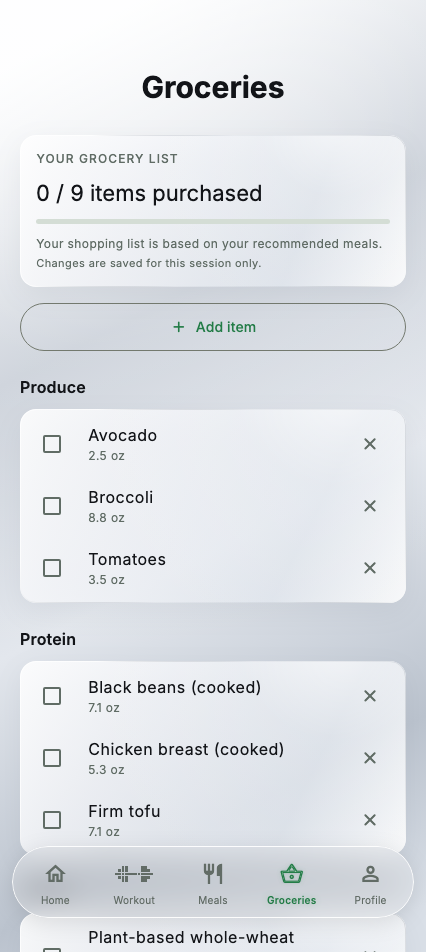 Groceries
YOUR GROCERY LIST
0 / 9 items purchased
Your shopping list is based on your recommended meals.
Changes are saved for this session only.
+ Add item
Produce
Avocado
2.5 oz
Broccoli
8.8 oz
Tomatoes
3.5 oz
Protein
Black beans (cooked)
7.1 oz
Chicken breast (cooked)
5.3 oz
Firm tofu
7.1 oz
Home Workout Meals Groceries Profile
Plant-based whole-wheat